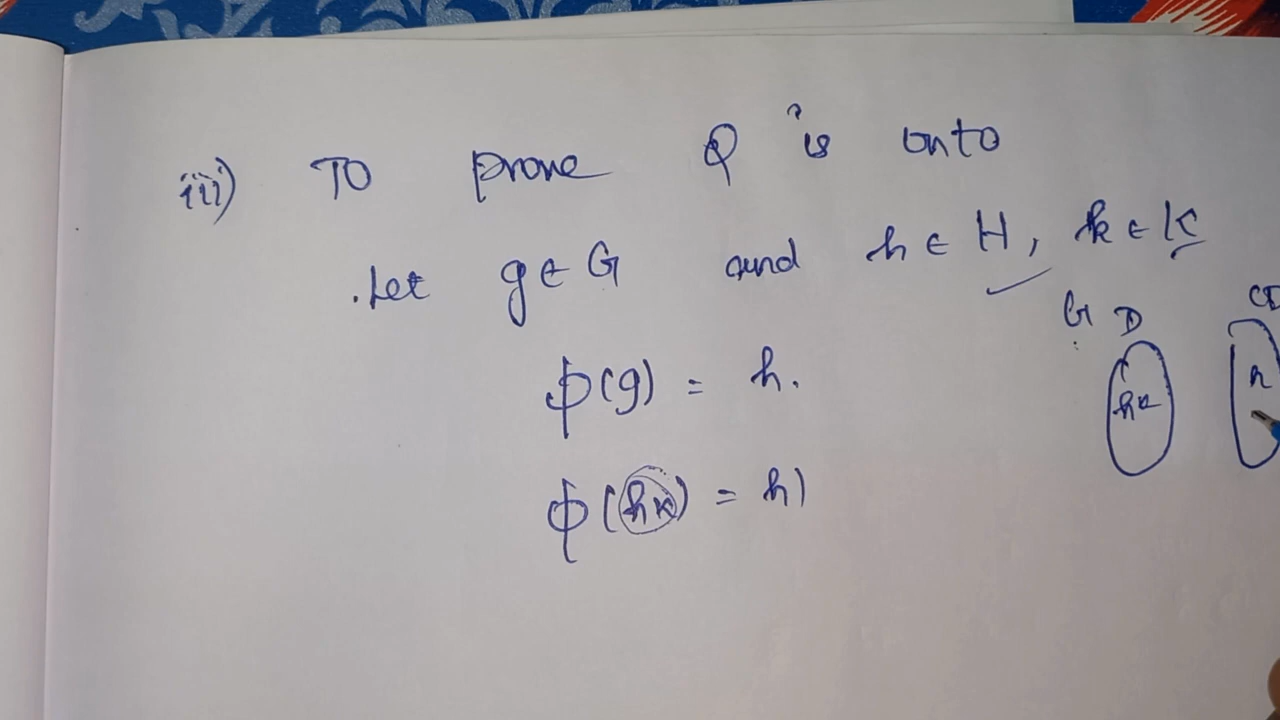 iii) To prove φ is onto
.Let g ∈ G and h ∈ H, k ∈ K
φ(g) = h.
φ(hk) = h)
G D
hk h